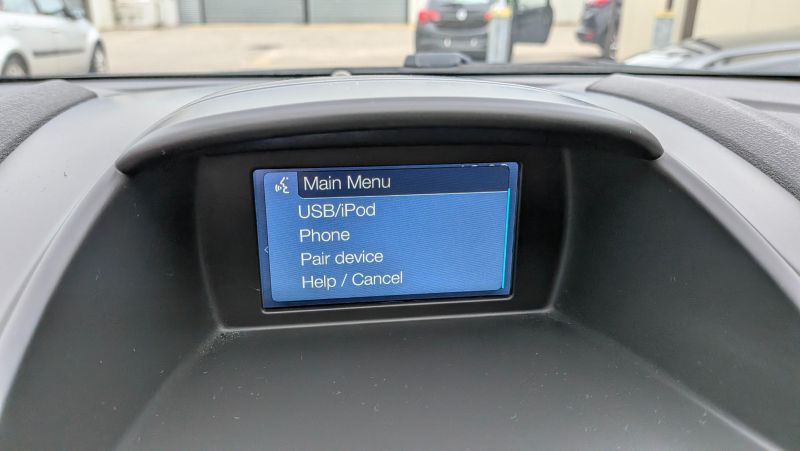 Main Menu
USB/iPod
Phone
Pair device
Help / Cancel